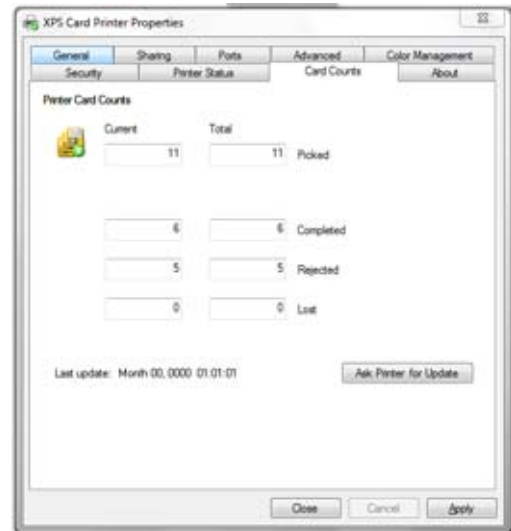 XPS Card Printer Properties
General Sharing Ports Advanced Color Management
Security Printer Status Card Counts About
Printer Card Counts
Current Total
11 11 Picked
6 6 Completed
5 5 Rejected
0 0 Lost
Last update: Month 00, 0000 01:01:01 Ask Printer for Update
Close Cancel Apply